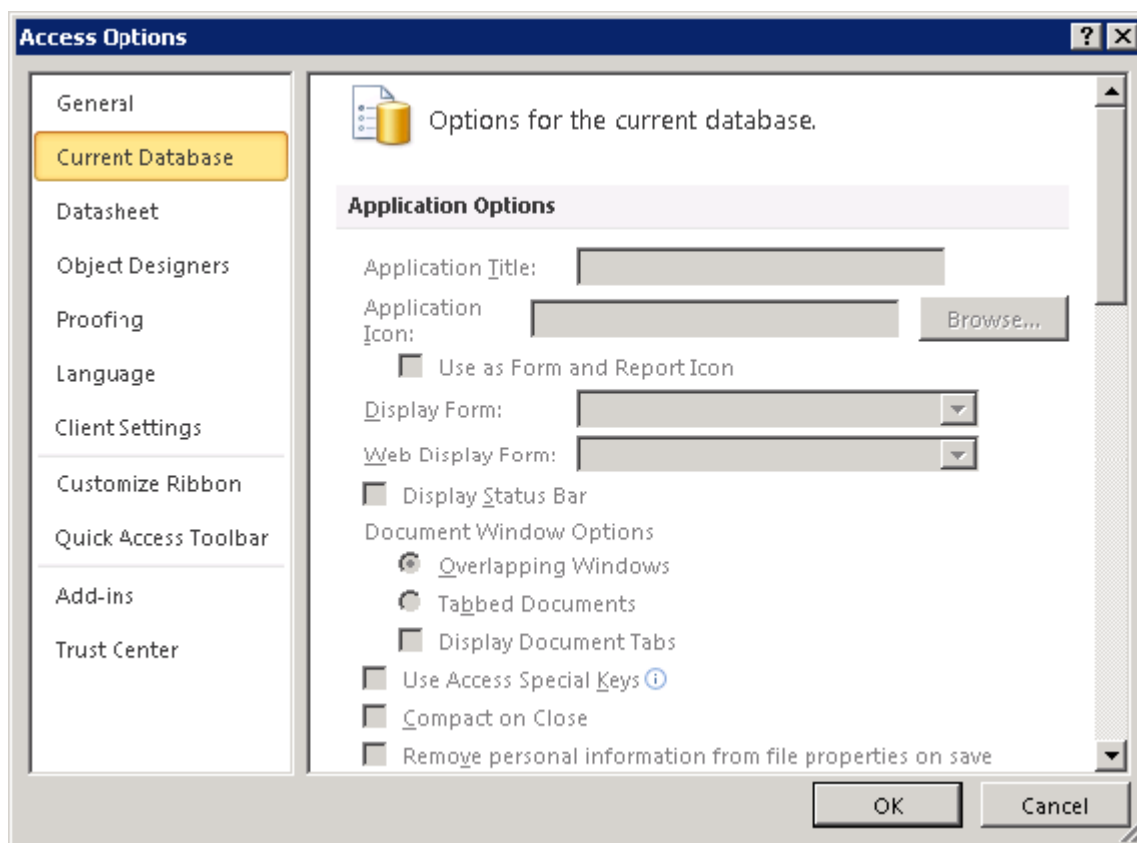 Access Options
General
Current Database
Datasheet
Object Designers
Proofing
Language
Client Settings
Customize Ribbon
Quick Access Toolbar
Add-ins
Trust Center
Options for the current database.
Application Options
Application Title:
Application
Icon:
Browse...
Use as Form and Report Icon
Display Form:
Web Display Form:
Display Status Bar
Document Window Options
Overlapping Windows
Tabbed Documents
Display Document Tabs
Use Access Special Keys
Compact on Close
Remove personal information from file properties on save
OK
Cancel